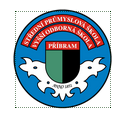 STŘEDNÍ PRŮMYSLOVÁ ŠKOLA
VYŠŠÍ ODBORNÁ ŠKOLA
PŘÍBRAM